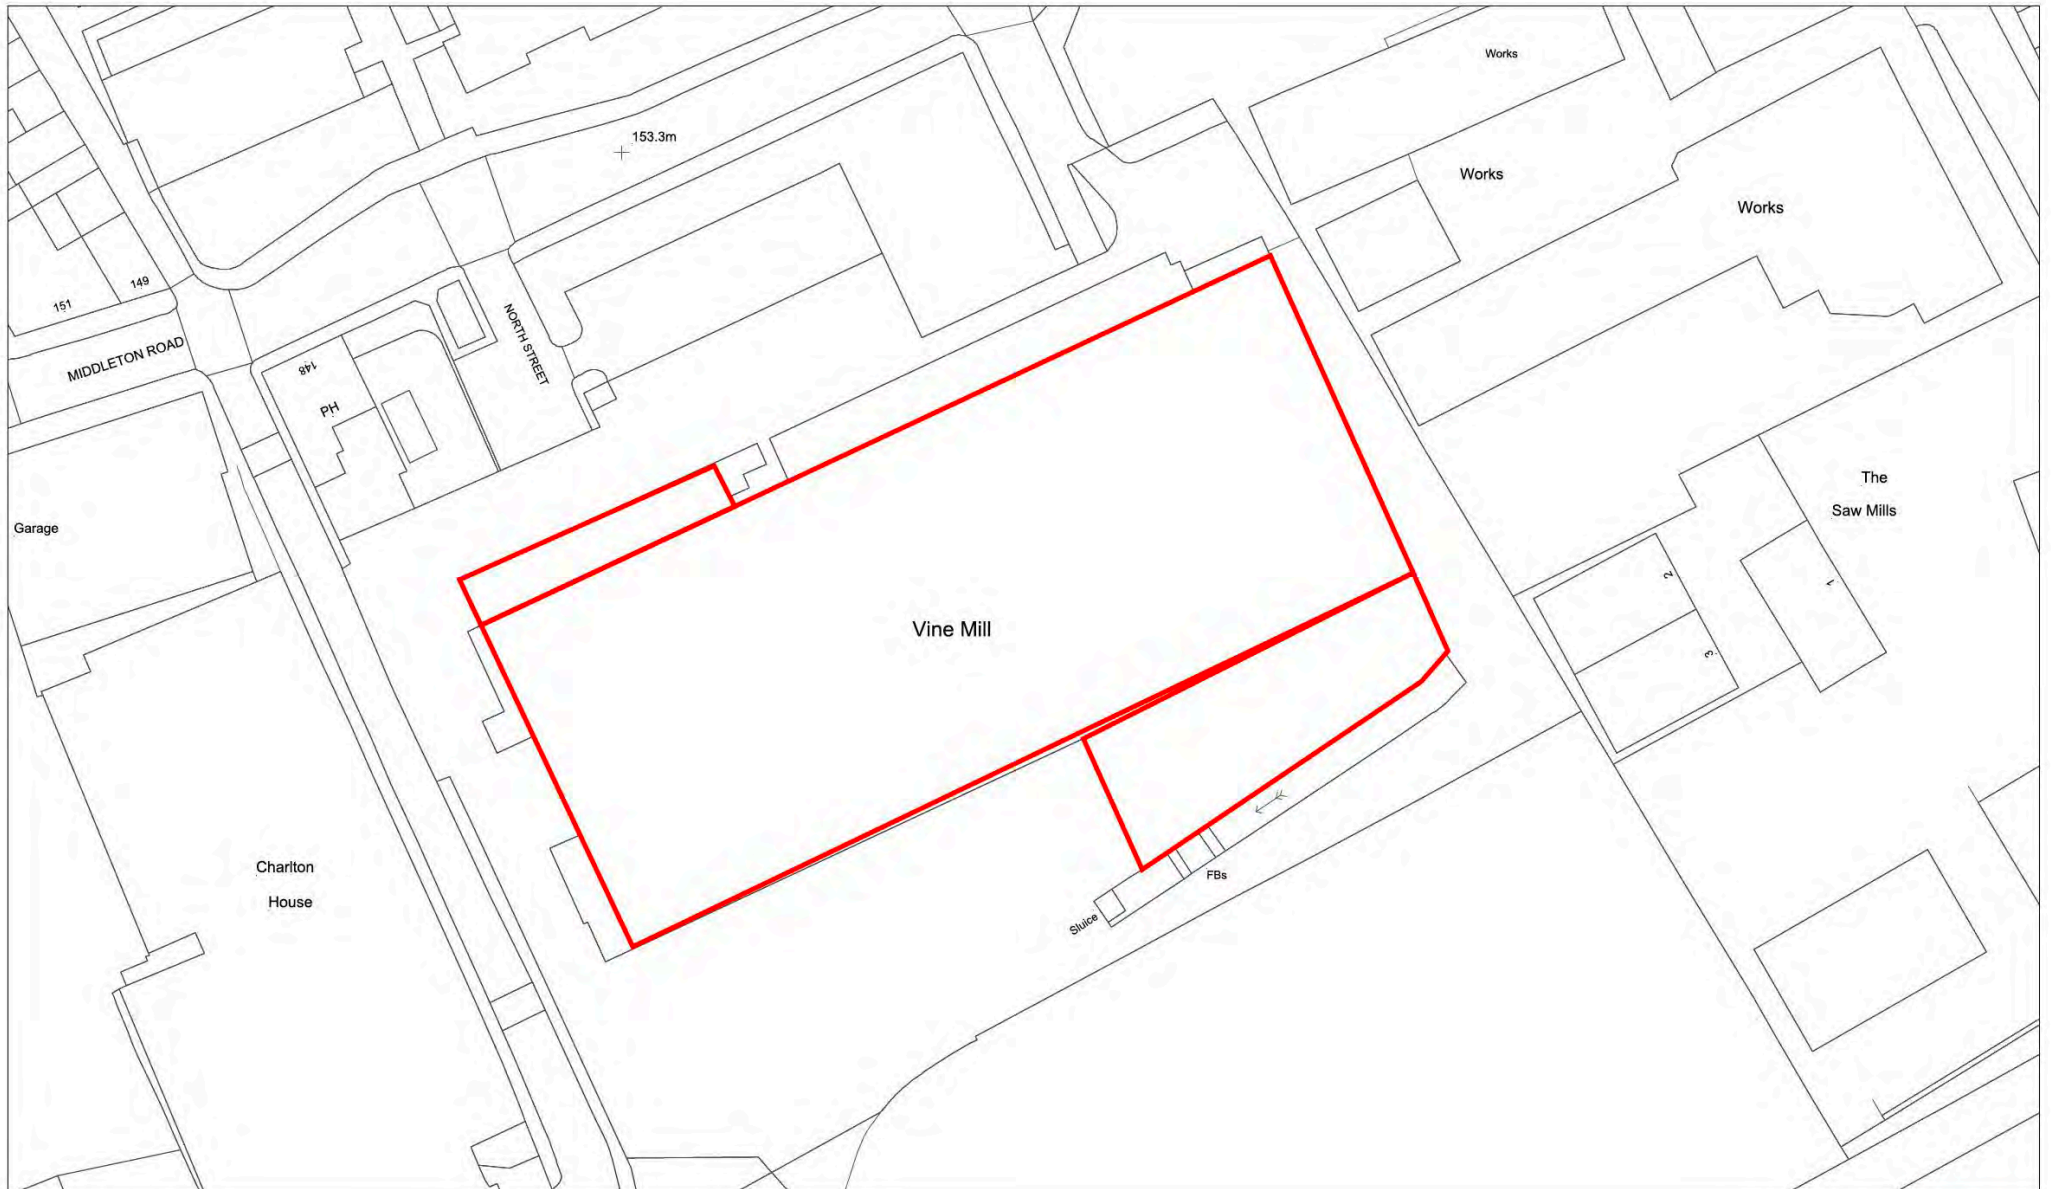 Works
153.3m
Works
Works
149
151
NORTH STREET
MIDDLETON ROAD
148
PH
The
Saw Mills
Garage
2
1
Vine Mill
3
Charlton
House
FBs
Sluice